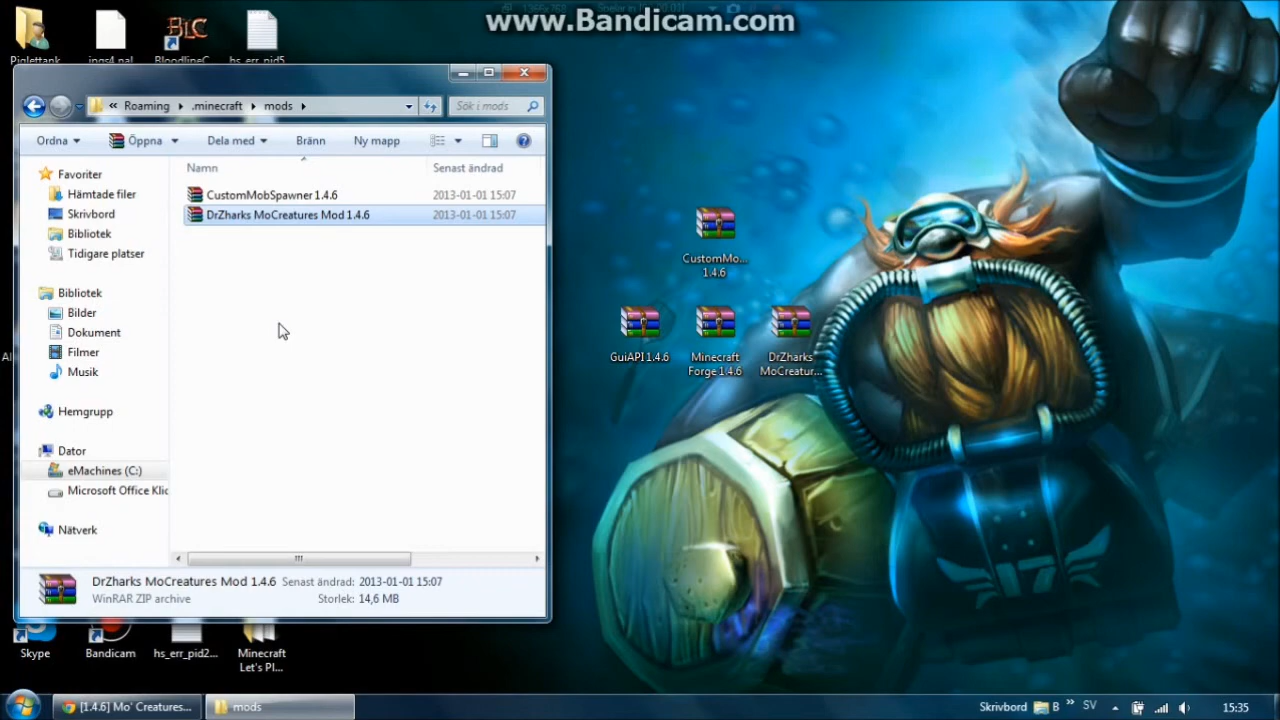 www.Bandicam.com
Piglettank
ings4.pal
BloodlineC
hs_err_pid5
Roaming
.minecraft
mods
Sök i mods
Ordna
Öppna
Dela med
Bränn
Ny mapp
Namn
Senast ändrad
Favoriter
Hämtade filer
Skrivbord
Bibliotek
Tidigare platser
Bibliotek
Bilder
Dokument
Filmer
Musik
Hemgrupp
Dator
eMachines (C:)
Microsoft Office Klic
Nätverk
CustomMobSpawner 1.4.6
2013-01-01 15:07
DrZharks MoCreatures Mod 1.4.6
2013-01-01 15:07
CustomMo...
1.4.6
GuiAPI 1.4.6
Minecraft
Forge 1.4.6
DrZharks
MoCreatur...
DrZharks MoCreatures Mod 1.4.6
Senast ändrad: 2013-01-01 15:07
WinRAR ZIP archive
Storlek: 14,6 MB
Skype
Bandicam
hs_err_pid2...
Minecraft
Let's Pl...
17
[1.4.6] Mo' Creatures...
mods
Skrivbord
B
SV
15:35